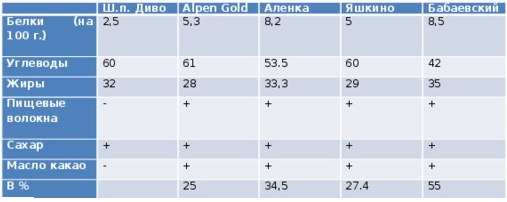 Ш.п. Диво Alpen Gold Аленка Яшкино Бабаевский
Белки (на 2,5 5,3 8,2 5 8,5
100 г.)
Углеводы 60 61 53.5 60 42
Жиры 32 28 33,3 29 35
Пищевые - + + + +
волокна
Сахар + + + + +
Масло какао - + + + +
В % 25 34,5 27.4 55